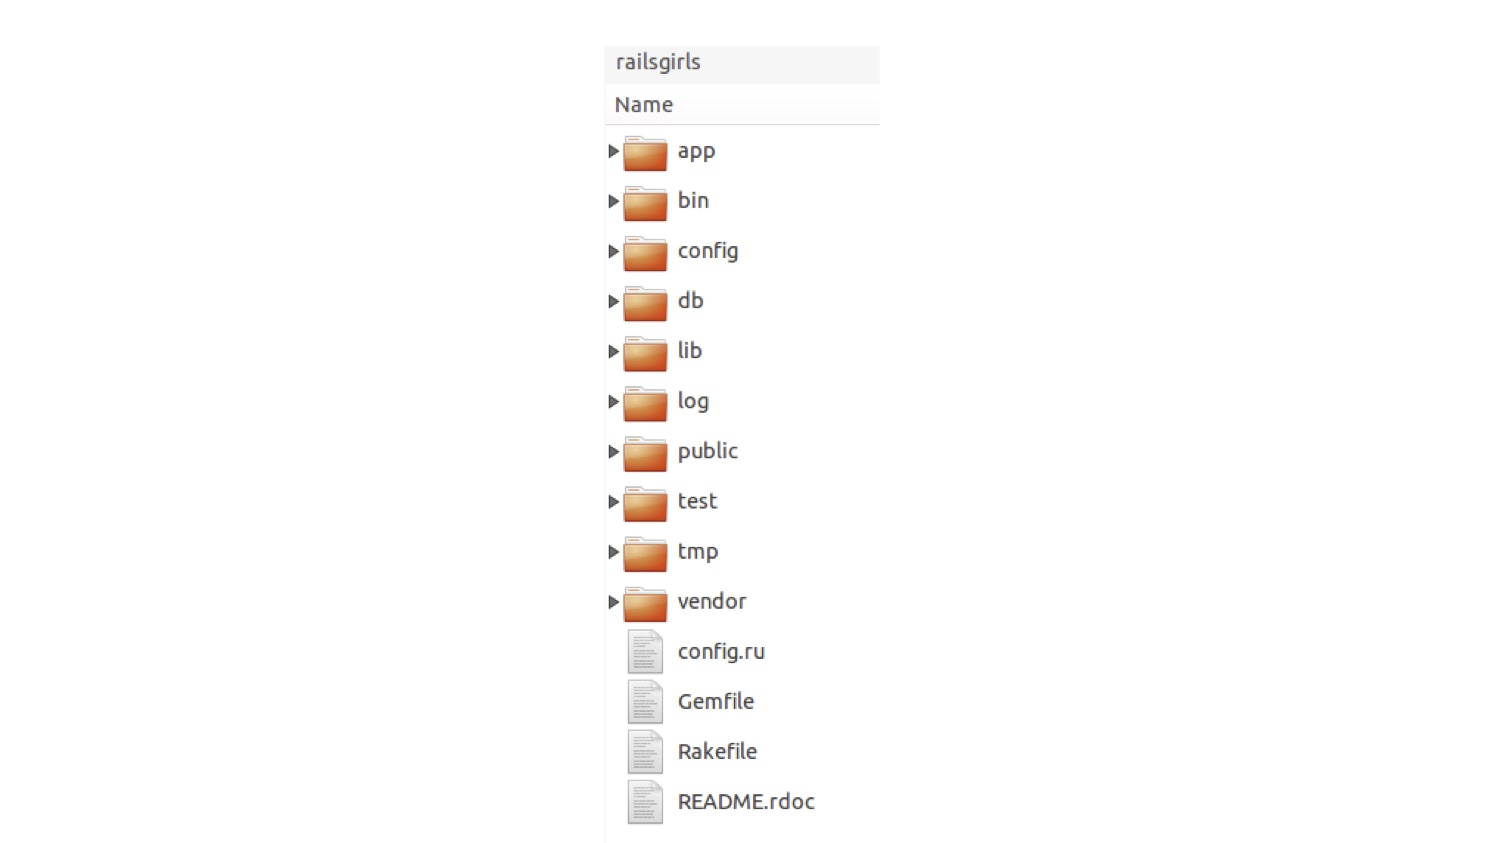 railsgirls
Name
app
bin
config
db
lib
log
public
test
tmp
vendor
config.ru
Gemfile
Rakefile
README.rdoc